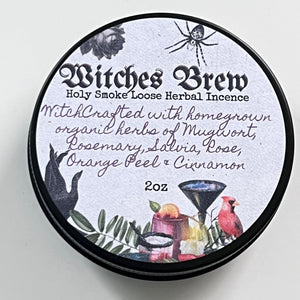 Witches Brew
Holy Smoke Loose Herbal Incence
WitchCrafted with homegrown
organic herbs of Mugwort,
Rosemary, Salvia, Rose,
Orange Peel & Cinnamon
2oz